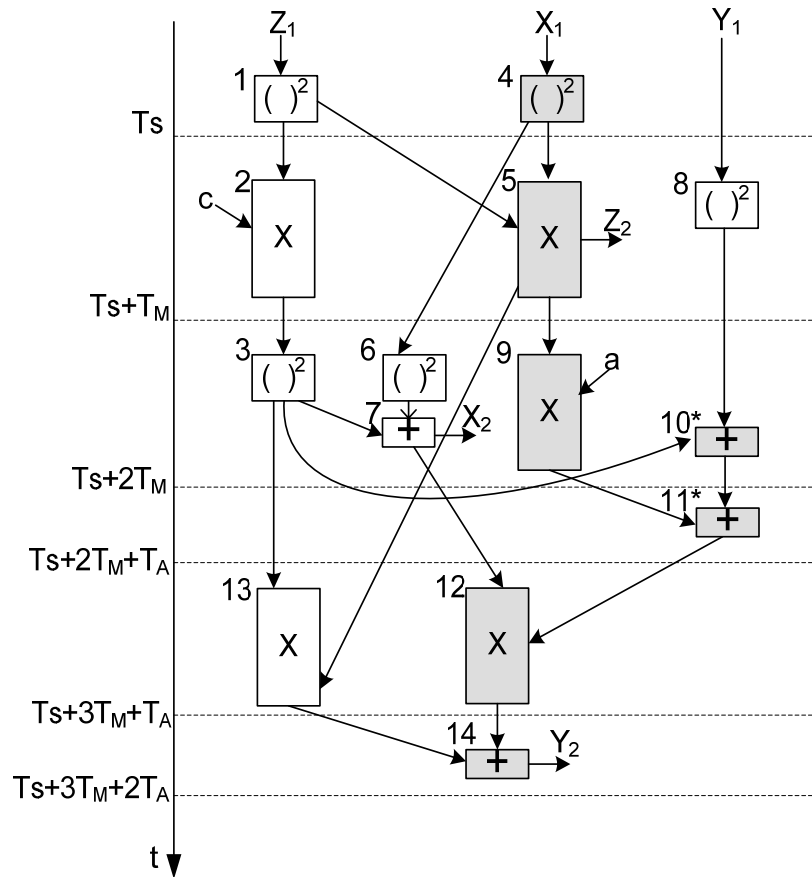 Z1 X1 Y1
1 ( )² 4 ( )²
Ts
2 5 8 ( )²
c X X Z2
Ts+TM
3 ( )² 6 ( )² 9 a
7 + X2 X 10* +
Ts+2TM
11* +
Ts+2TM+TA
13 12
X X
Ts+3TM+TA
14 + Y2
Ts+3TM+2TA
t